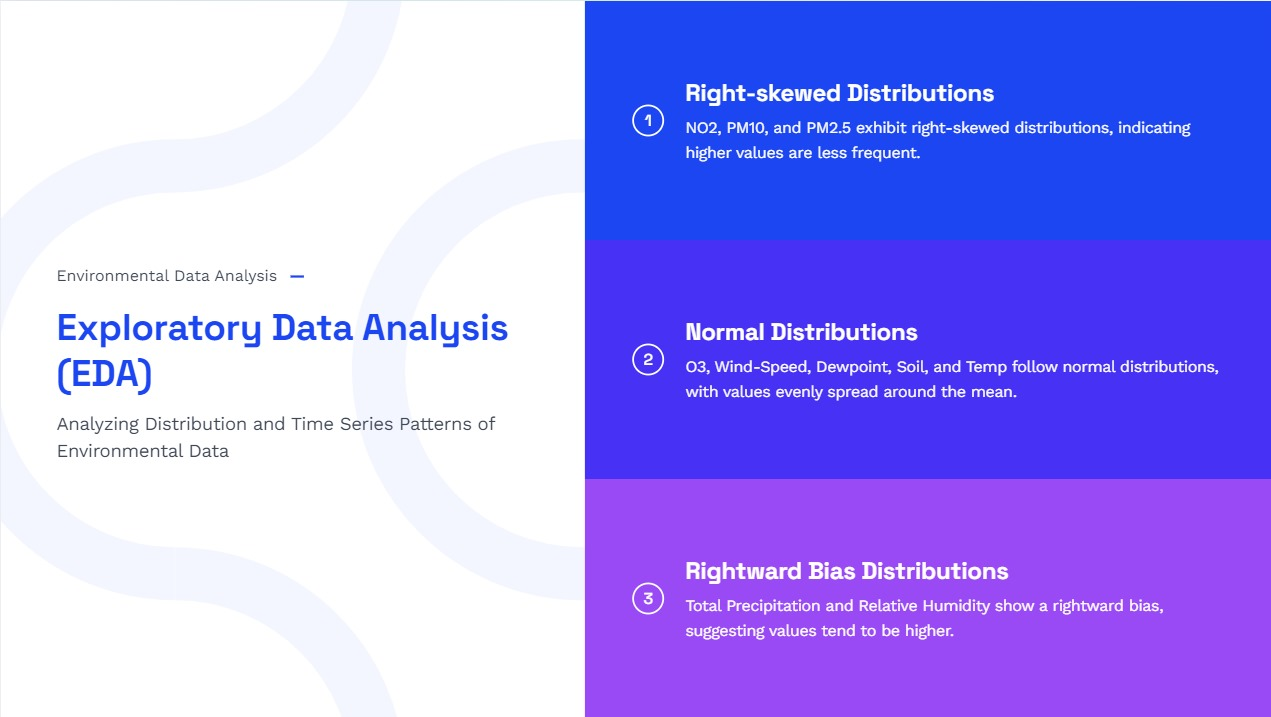 Environmental Data Analysis
Exploratory Data Analysis
(EDA)
Analyzing Distribution and Time Series Patterns of
Environmental Data
1
Right-skewed Distributions
NO2, PM10, and PM2.5 exhibit right-skewed distributions, indicating
higher values are less frequent.
2
Normal Distributions
O3, Wind-Speed, Dewpoint, Soil, and Temp follow normal distributions,
with values evenly spread around the mean.
3
Rightward Bias Distributions
Total Precipitation and Relative Humidity show a rightward bias,
suggesting values tend to be higher.